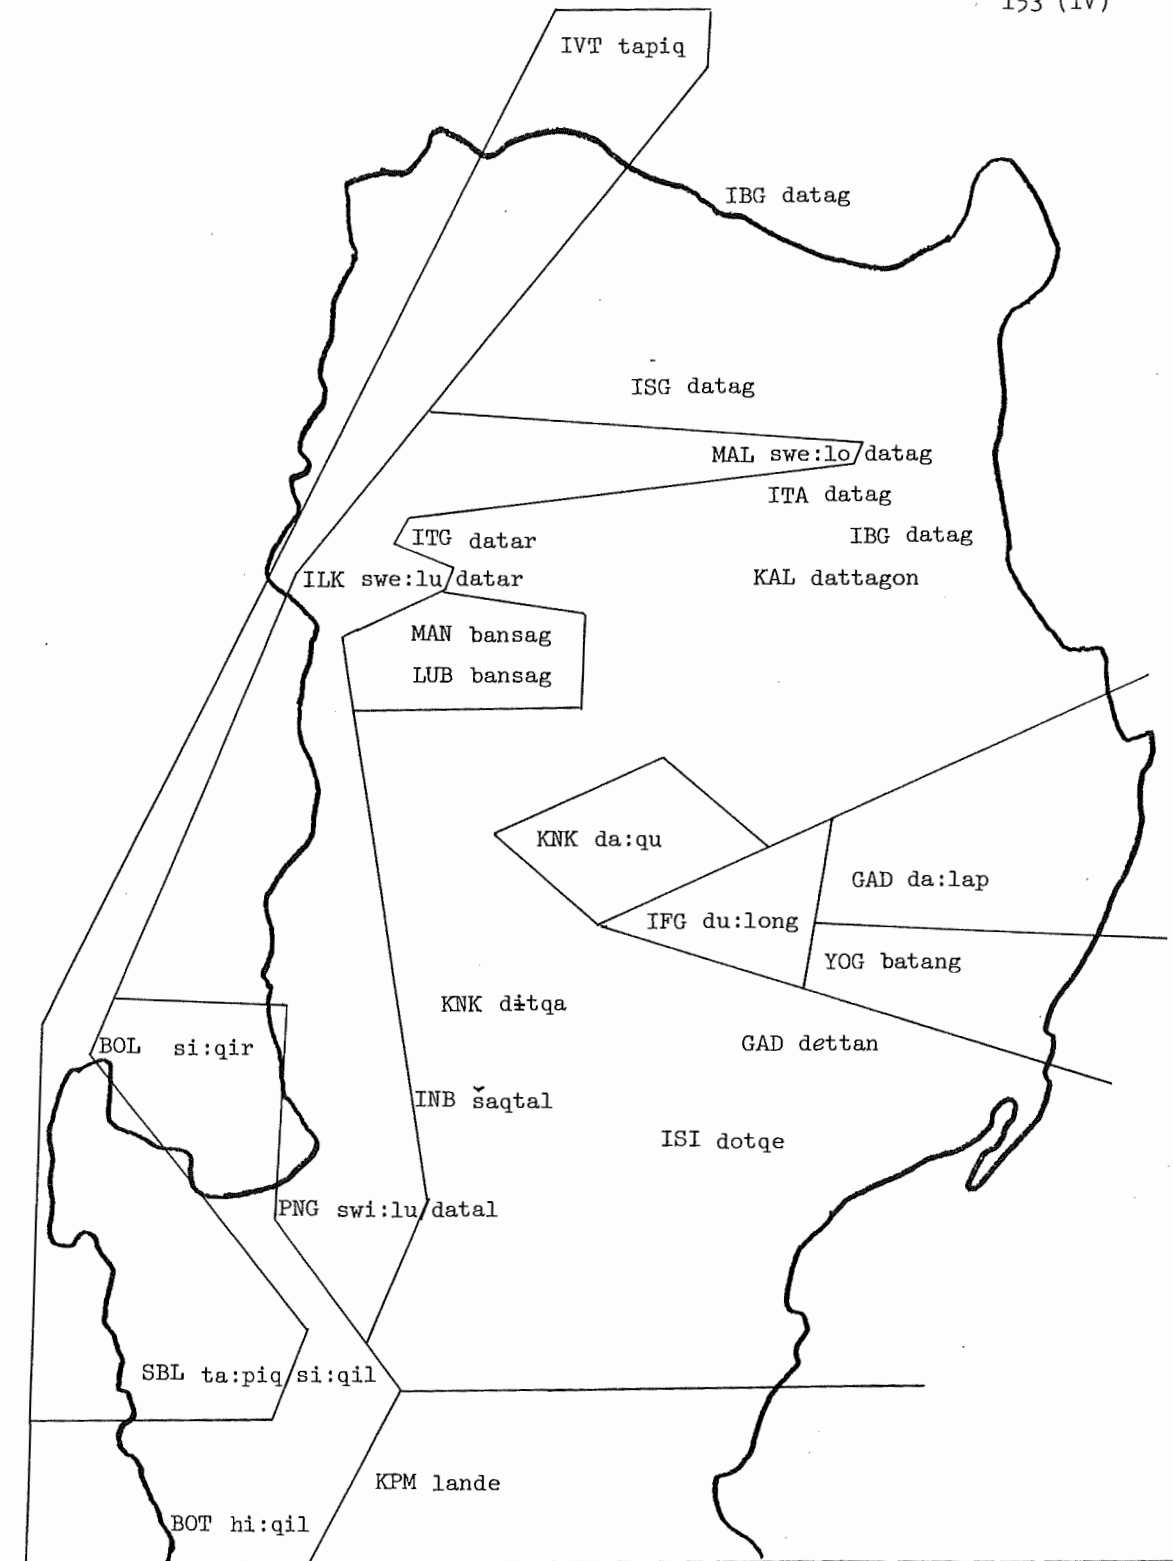 153 (IV)
IVT tapiq
IBG datag
ISG datag
MAL swe:lo/datag
ITA datag
IBG datag
ITG datar
ILK swe:lu/datar
KAL dattagon
MAN bansag
LUB bansag
KNK da:qu
GAD da:lap
IFG du:long
YOG batang
KNK dɨtqa
GAD dettan
BOL si:qir
INB šaqtal
ISI dotqe
PNG swi:lu/datal
SBL ta:piq/si:qil
KPM lande
BOT hi:qil